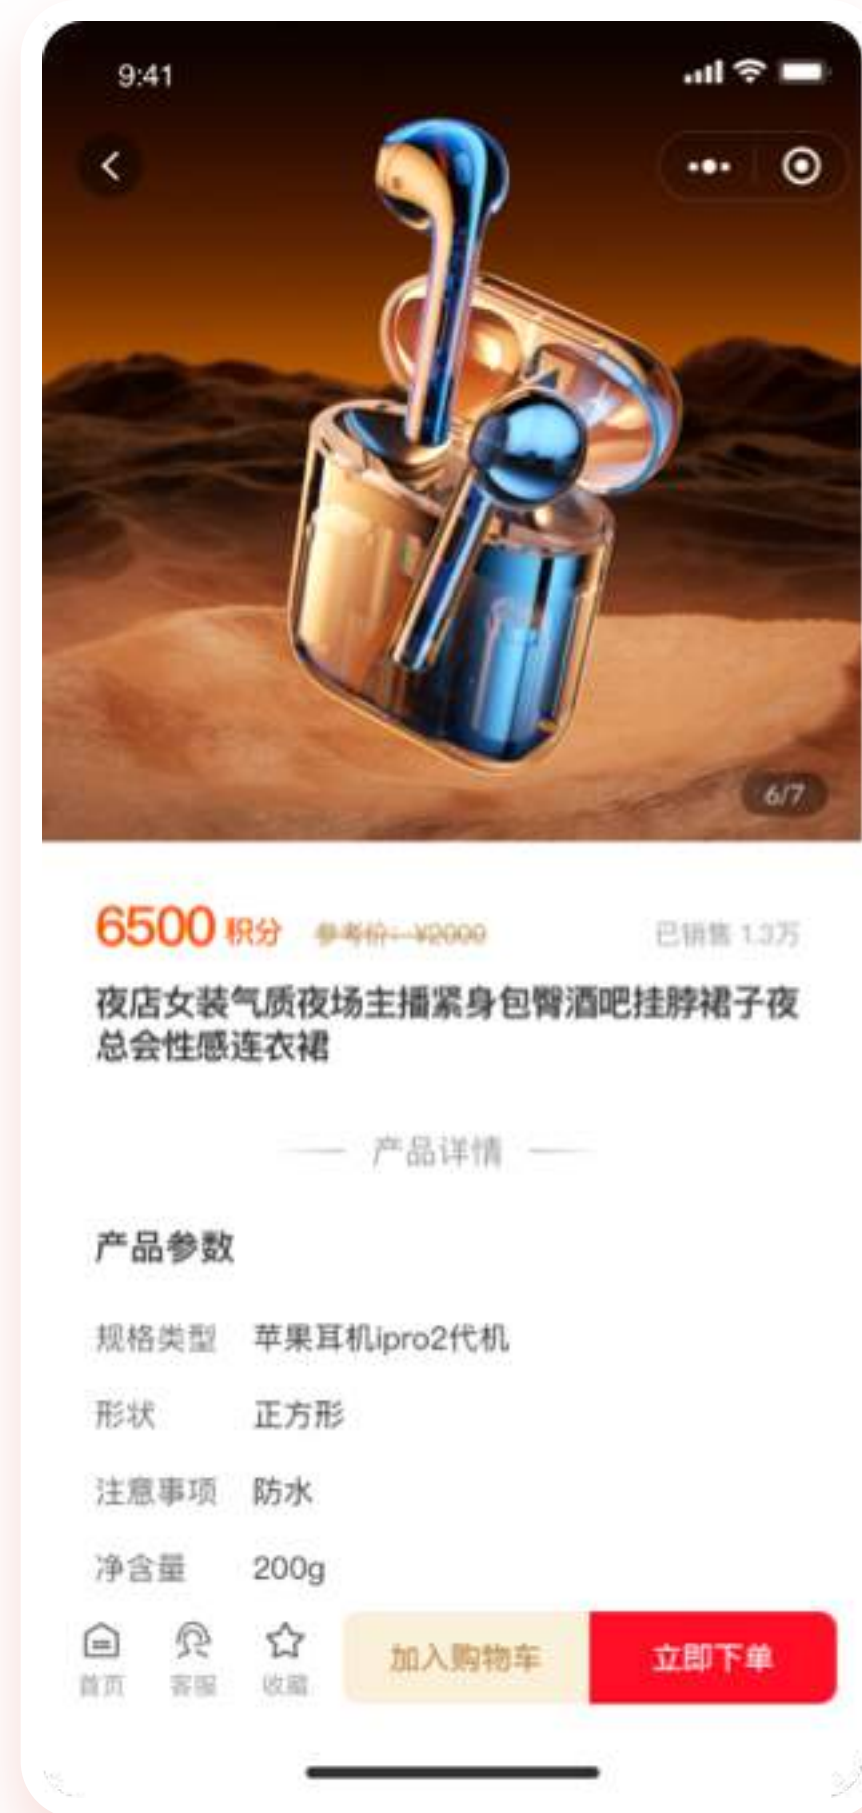 9:41
6/7
6500 积分 参考价：¥2000 已销售 1.3万
夜店女装气质夜场主播紧身包臀酒吧挂脖裙子夜
总会性感连衣裙
产品详情
产品参数
规格类型 苹果耳机ipro2代机
形状 正方形
注意事项 防水
净含量 200g
首页 客服 收藏 加入购物车 立即下单